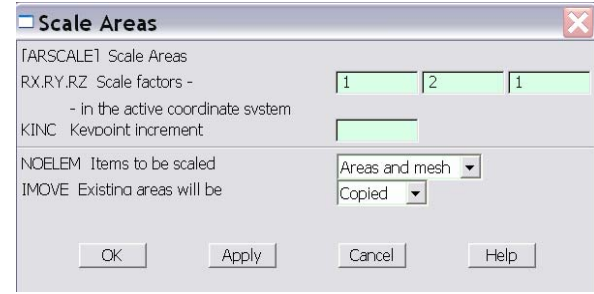 Scale Areas
[ARSCALE] Scale Areas
RX,RY,RZ Scale factors - 1 2 1
- in the active coordinate system
KINC Keypoint increment
NOELEM Items to be scaled Areas and mesh
IMOVE Existing areas will be Copied
OK Apply Cancel Help